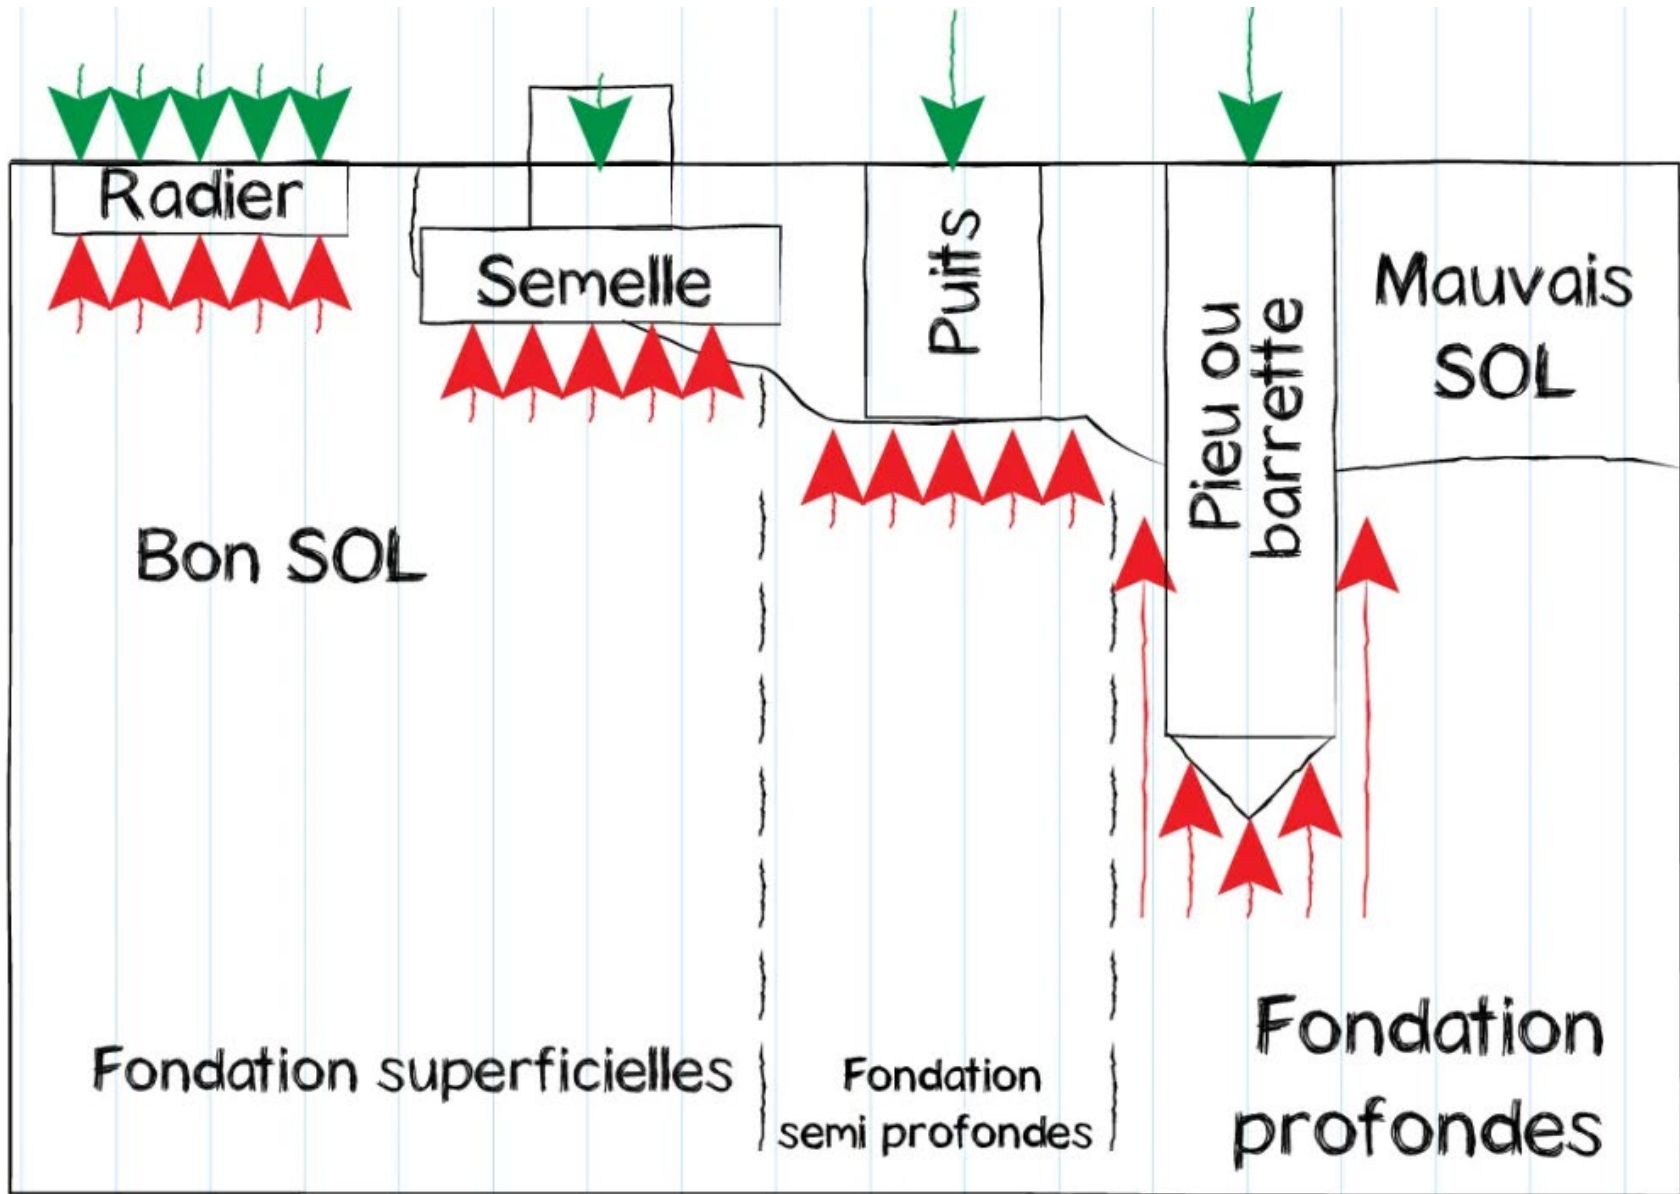 Radier
Semelle
Puits
Pieu ou
barrette
Mauvais
SOL
Bon SOL
Fondation superficielles
Fondation
semi profondes
Fondation
profondes